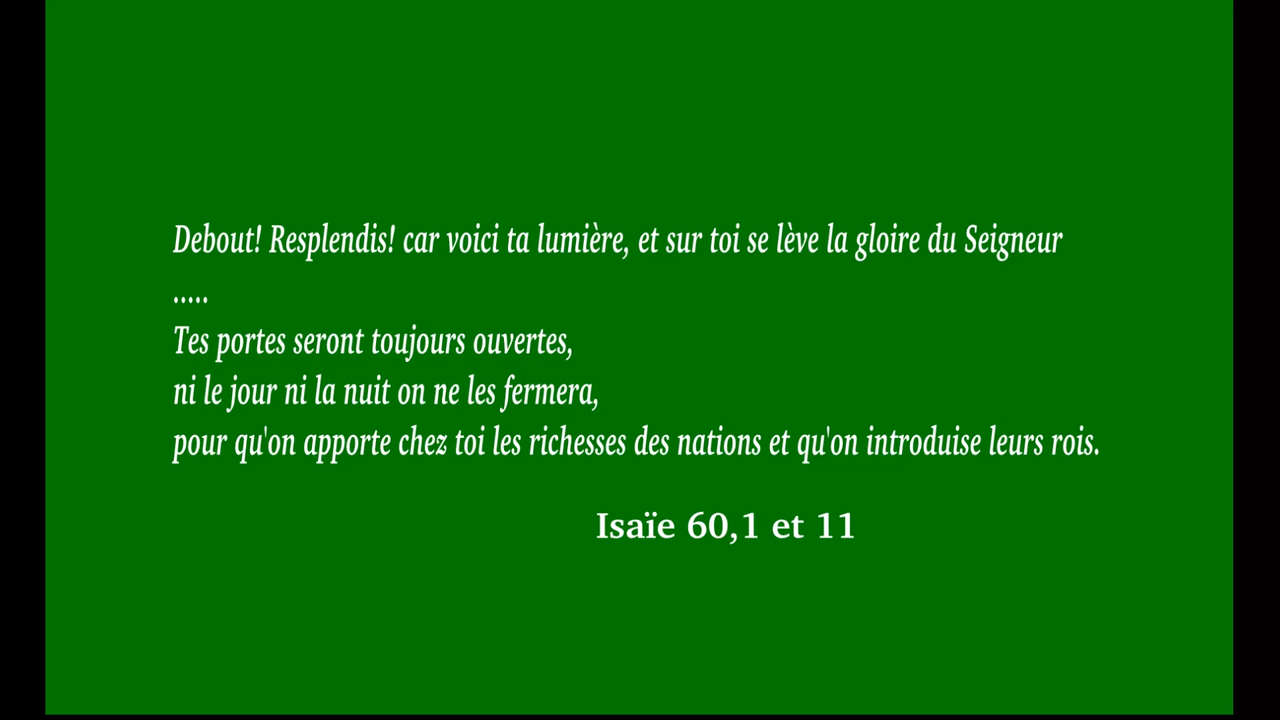 Debout! Resplendis! car voici ta lumière, et sur toi se lève la gloire du Seigneur
.....
Tes portes seront toujours ouvertes,
ni le jour ni la nuit on ne les fermera,
pour qu'on apporte chez toi les richesses des nations et qu'on introduise leurs rois.
Isaïe 60,1 et 11